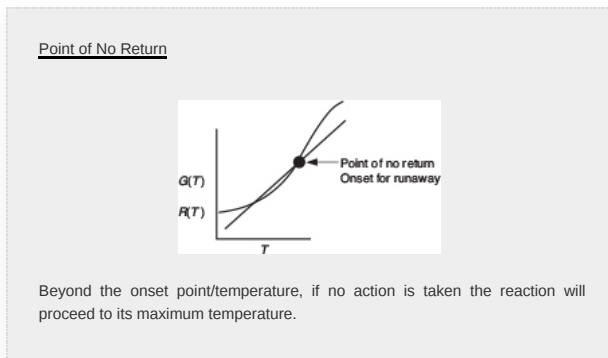 Point of No Return
Point of no return
Onset for runaway
G(T)
R(T)
T
Beyond the onset point/temperature, if no action is taken the reaction will
proceed to its maximum temperature.